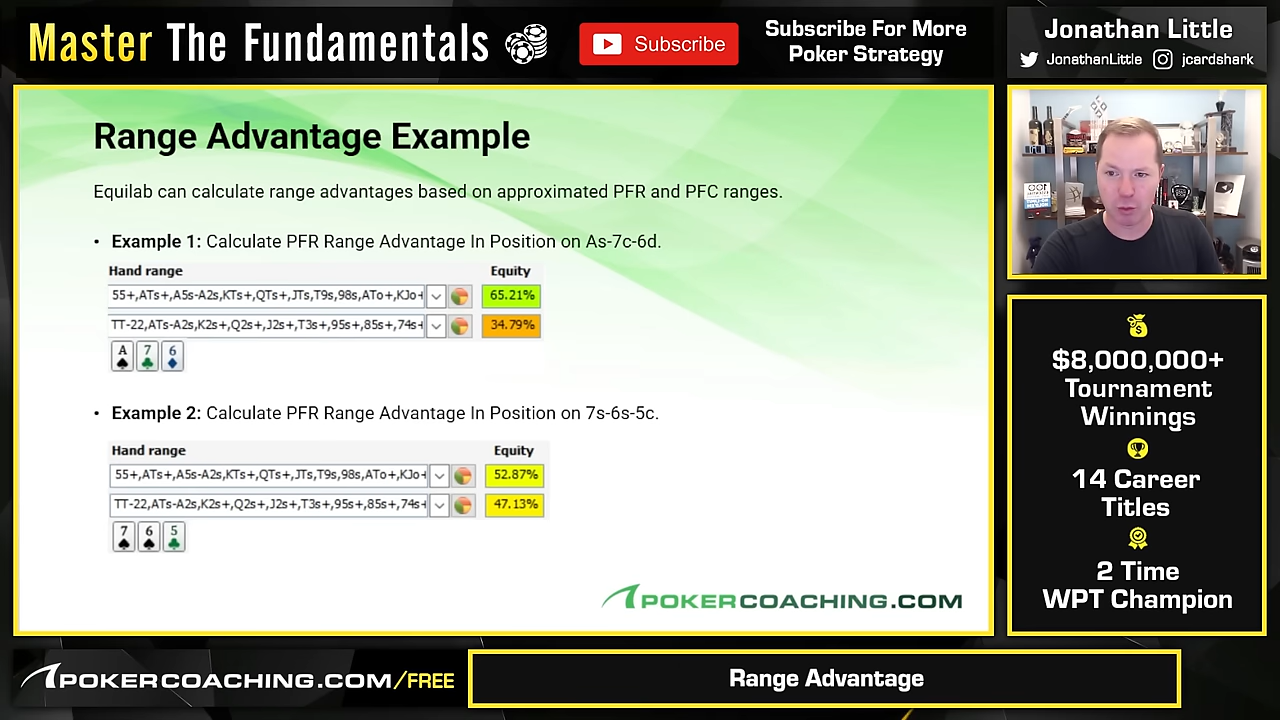 Master The Fundamentals
Subscribe
Subscribe For More
Poker Strategy
Jonathan Little
JonathanLittle jcardshark
Range Advantage Example
Equilab can calculate range advantages based on approximated PFR and PFC ranges.
• Example 1: Calculate PFR Range Advantage In Position on As-7c-6d.
Hand range Equity
55+,ATs+,A5s-A2s,KTs+,QTs+,JTs,T9s,98s,ATo+,KJo+ 65.21%
TT-22,ATs-A2s,K2s+,Q2s+,J2s+,T3s+,95s+,85s+,74s+ 34.79%
A♠ 7♣ 6♦
• Example 2: Calculate PFR Range Advantage In Position on 7s-6s-5c.
Hand range Equity
55+,ATs+,A5s-A2s,KTs+,QTs+,JTs,T9s,98s,ATo+,KJo+ 52.87%
TT-22,ATs-A2s,K2s+,Q2s+,J2s+,T3s+,95s+,85s+,74s+ 47.13%
7♠ 6♠ 5♣
POKERCOACHING.COM
$8,000,000+
Tournament
Winnings
14 Career
Titles
2 Time
WPT Champion
POKERCOACHING.COM/FREE
Range Advantage